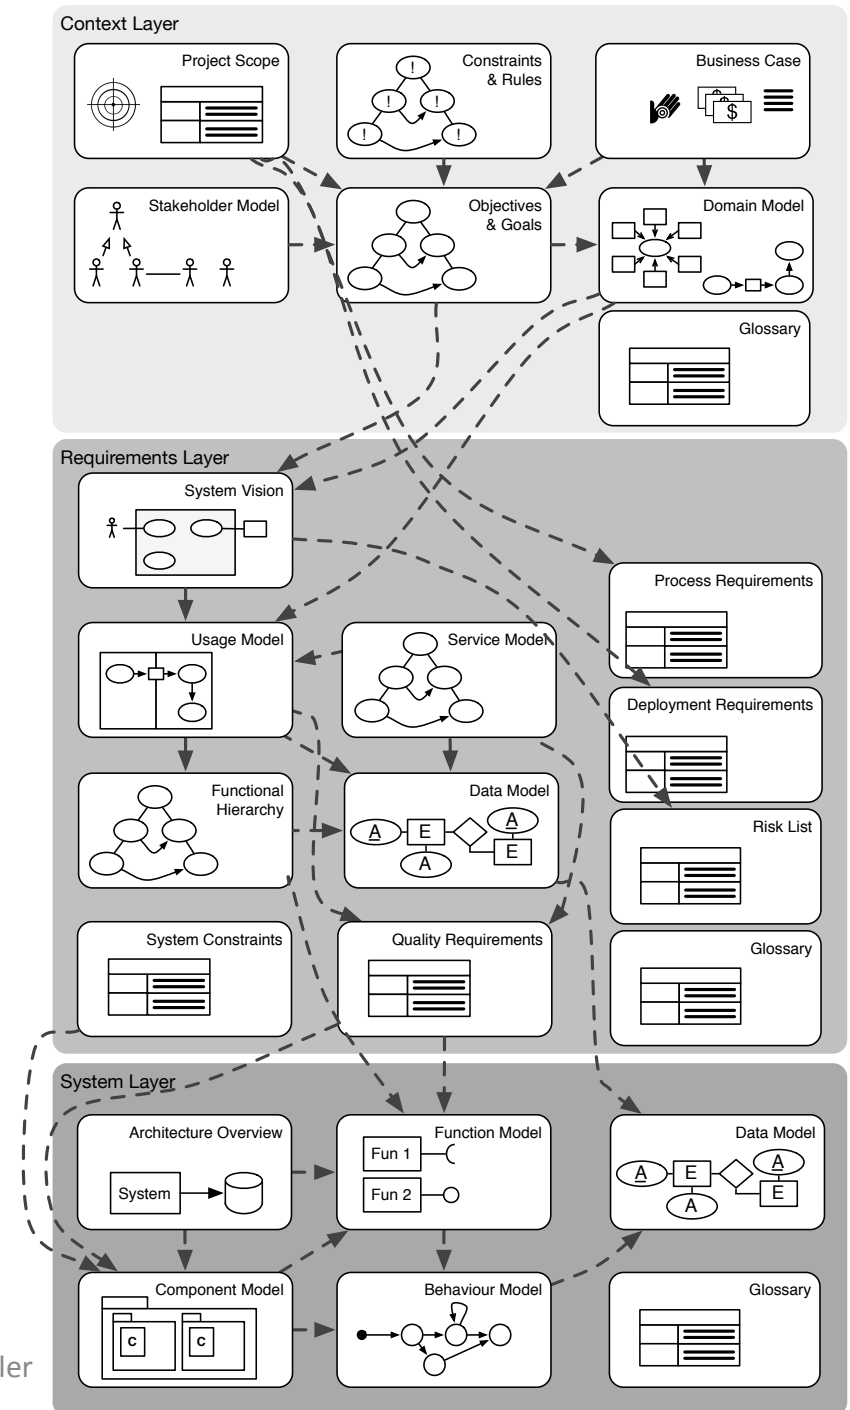 Context Layer
Project Scope
Constraints
& Rules
!
! !
! !
Business Case
$
$
Stakeholder Model
Objectives
& Goals
Domain Model
Glossary
Requirements Layer
System Vision
Process Requirements
Usage Model
Service Model
Deployment Requirements
Functional
Hierarchy
Data Model
A E A
A E
Risk List
System Constraints
Quality Requirements
Glossary
System Layer
Architecture Overview
System
Function Model
Fun 1
Fun 2
Data Model
A E A
A E
Component Model
C C
Behaviour Model
Glossary
ler